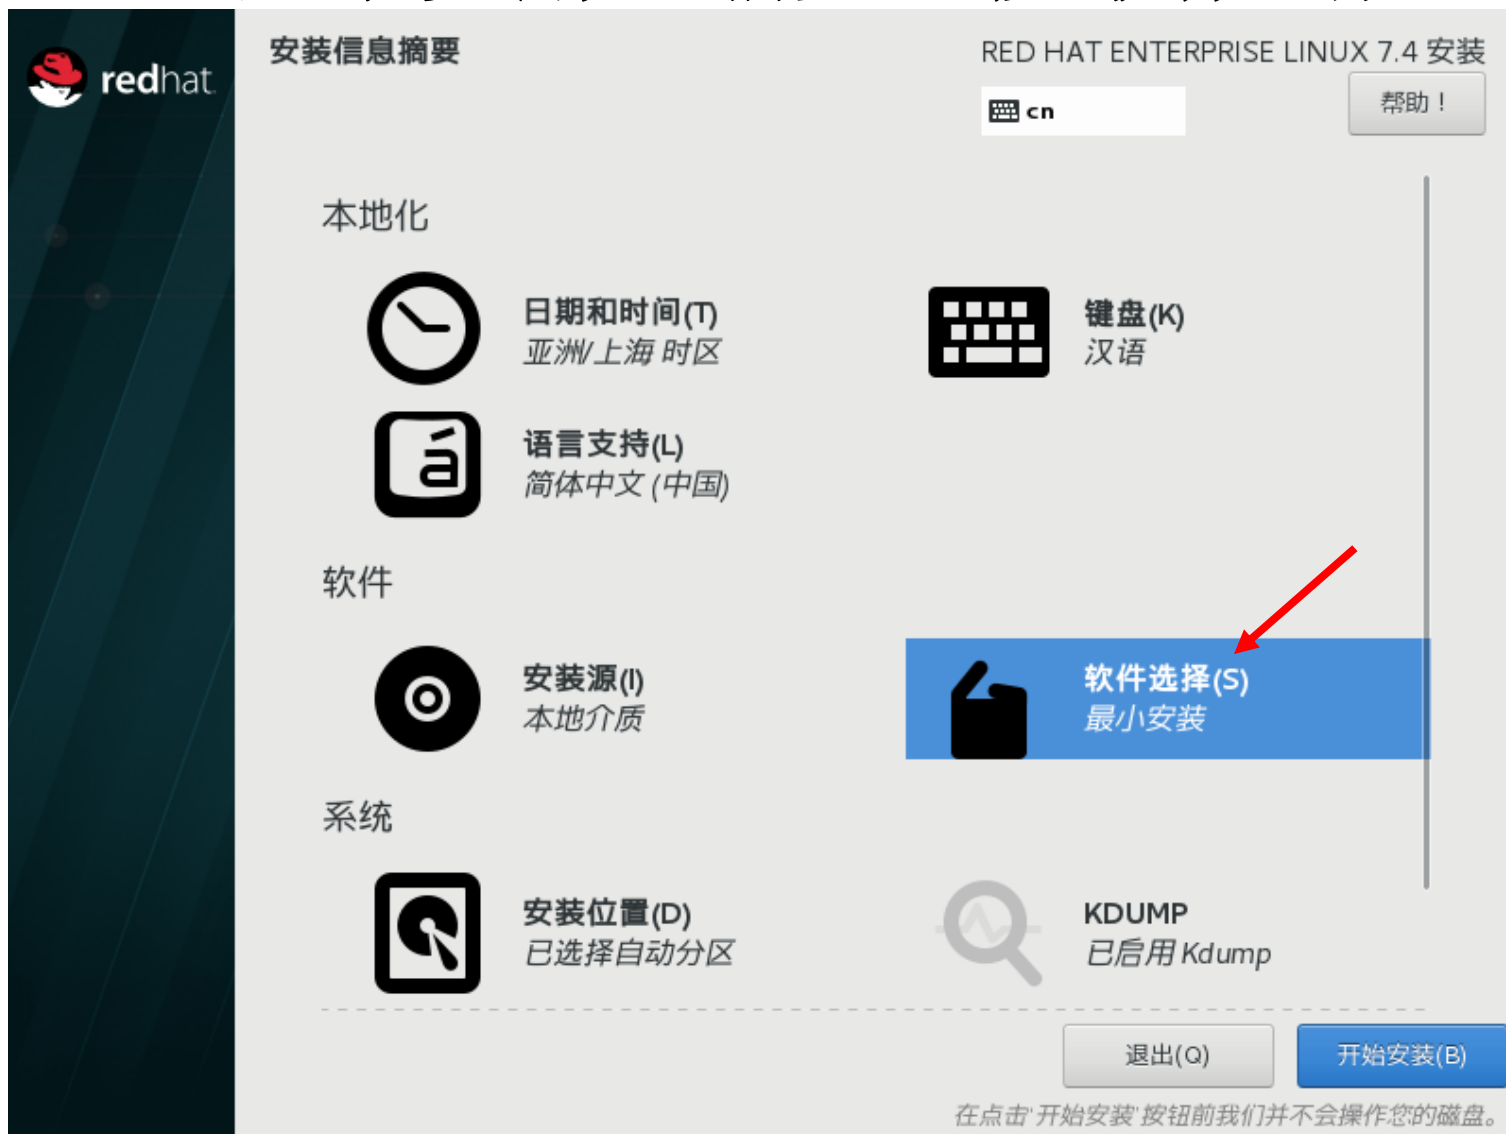 安装信息摘要
RED HAT ENTERPRISE LINUX 7.4 安装
redhat
cn
帮助！
本地化
日期和时间(T)
亚洲/上海 时区
键盘(K)
汉语
á
语言支持(L)
简体中文 (中国)
软件
安装源(I)
本地介质
软件选择(S)
最小安装
系统
安装位置(D)
已选择自动分区
KDUMP
已启用 Kdump
退出(Q)
开始安装(B)
在点击'开始安装'按钮前我们并不会操作您的磁盘。